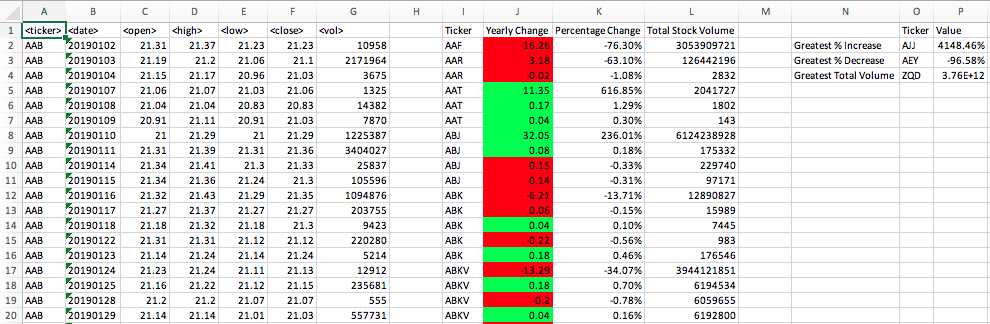 A B C D E F G H I J K L M N O P
1 <ticker> <date> <open> <high> <low> <close> <vol> Ticker Yearly Change Percentage Change Total Stock Volume Ticker Value
2 AAB 20190102 21.31 21.37 21.23 21.23 10958 AAF -16.26 -76.30% 3053909721 Greatest % Increase AJJ 4148.46%
3 AAB 20190103 21.19 21.2 21.06 21.1 2171964 AAR -3.18 -63.10% 126442196 Greatest % Decrease AEY -96.58%
4 AAB 20190104 21.15 21.17 20.96 21.03 3675 AAR -0.02 -1.08% 2832 Greatest Total Volume ZQD 3.76E+12
5 AAB 20190107 21.06 21.07 21.03 21.06 1325 AAT 11.35 616.85% 2041727
6 AAB 20190108 21.04 21.04 20.83 20.83 14382 AAT 0.17 1.29% 1802
7 AAB 20190109 20.91 21.11 20.91 21.03 7870 AAT 0.04 0.30% 143
8 AAB 20190110 21 21.29 21 21.29 1225387 ABJ 32.05 236.01% 6124238928
9 AAB 20190111 21.31 21.39 21.31 21.36 3404027 ABJ 0.08 0.18% 175332
10 AAB 20190114 21.34 21.41 21.3 21.33 25837 ABJ -0.15 -0.33% 229740
11 AAB 20190115 21.34 21.36 21.24 21.3 105596 ABJ -0.14 -0.31% 97171
12 AAB 20190116 21.32 21.43 21.29 21.35 1094876 ABK -6.21 -13.71% 12890827
13 AAB 20190117 21.27 21.37 21.27 21.27 203755 ABK -0.06 -0.15% 15989
14 AAB 20190118 21.18 21.32 21.18 21.3 9423 ABK 0.04 0.10% 7445
15 AAB 20190122 21.31 21.31 21.12 21.12 220280 ABK -0.22 -0.56% 983
16 AAB 20190123 21.14 21.24 21.14 21.24 5214 ABK 0.18 0.46% 176546
17 AAB 20190124 21.23 21.24 21.11 21.13 12912 ABKV -13.29 -34.07% 3944121851
18 AAB 20190125 21.16 21.22 21.12 21.15 235681 ABKV 0.18 0.70% 6194534
19 AAB 20190128 21.2 21.2 21.07 21.07 555 ABKV -0.2 -0.78% 6059655
20 AAB 20190129 21.14 21.14 21.01 21.03 557731 ABKV 0.04 0.16% 6192800